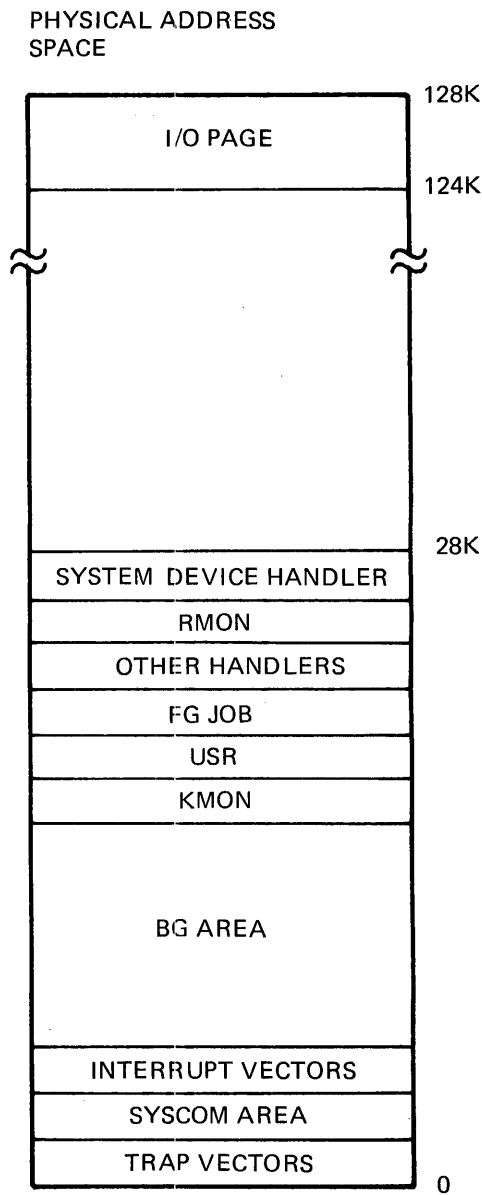 PHYSICAL ADDRESS
SPACE
128K
I/O PAGE
124K
28K
SYSTEM DEVICE HANDLER
RMON
OTHER HANDLERS
FG JOB
USR
KMON
BG AREA
INTERRUPT VECTORS
SYSCOM AREA
TRAP VECTORS
0